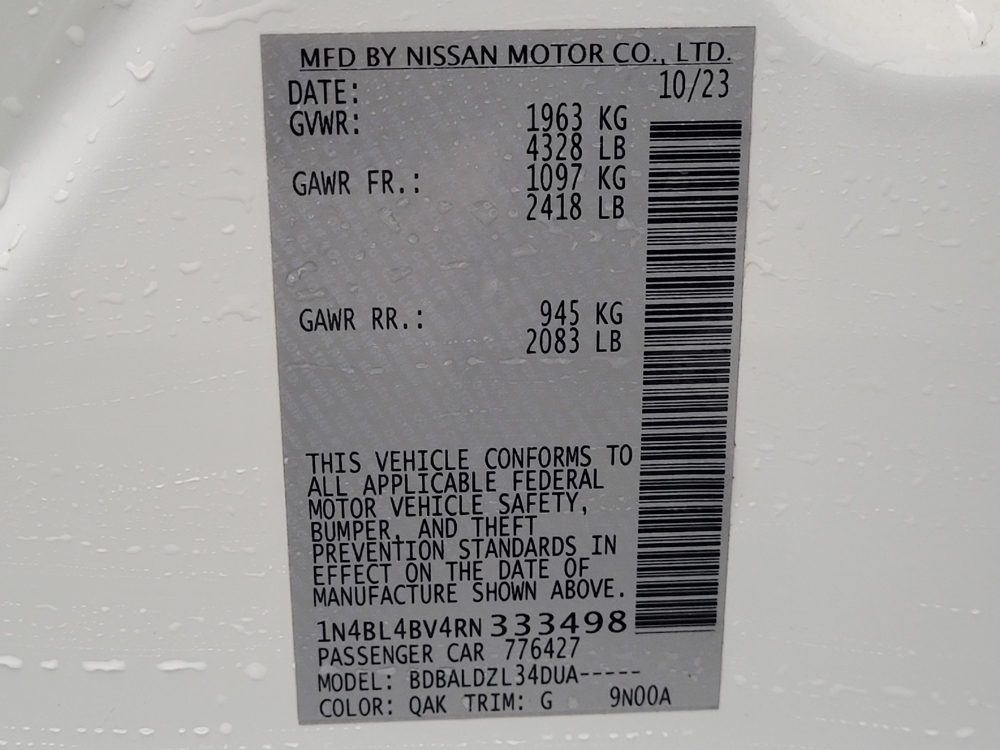 MFD BY NISSAN MOTOR CO., LTD.
DATE: 10/23
GVWR: 1963 KG
4328 LB
GAWR FR.: 1097 KG
2418 LB
GAWR RR.: 945 KG
2083 LB
THIS VEHICLE CONFORMS TO
ALL APPLICABLE FEDERAL
MOTOR VEHICLE SAFETY,
BUMPER, AND THEFT
PREVENTION STANDARDS IN
EFFECT ON THE DATE OF
MANUFACTURE SHOWN ABOVE.
1N4BL4BV4RN333498
PASSENGER CAR 776427
MODEL: BDBALDZL34DUA-----
COLOR: QAK TRIM: G 9N00A